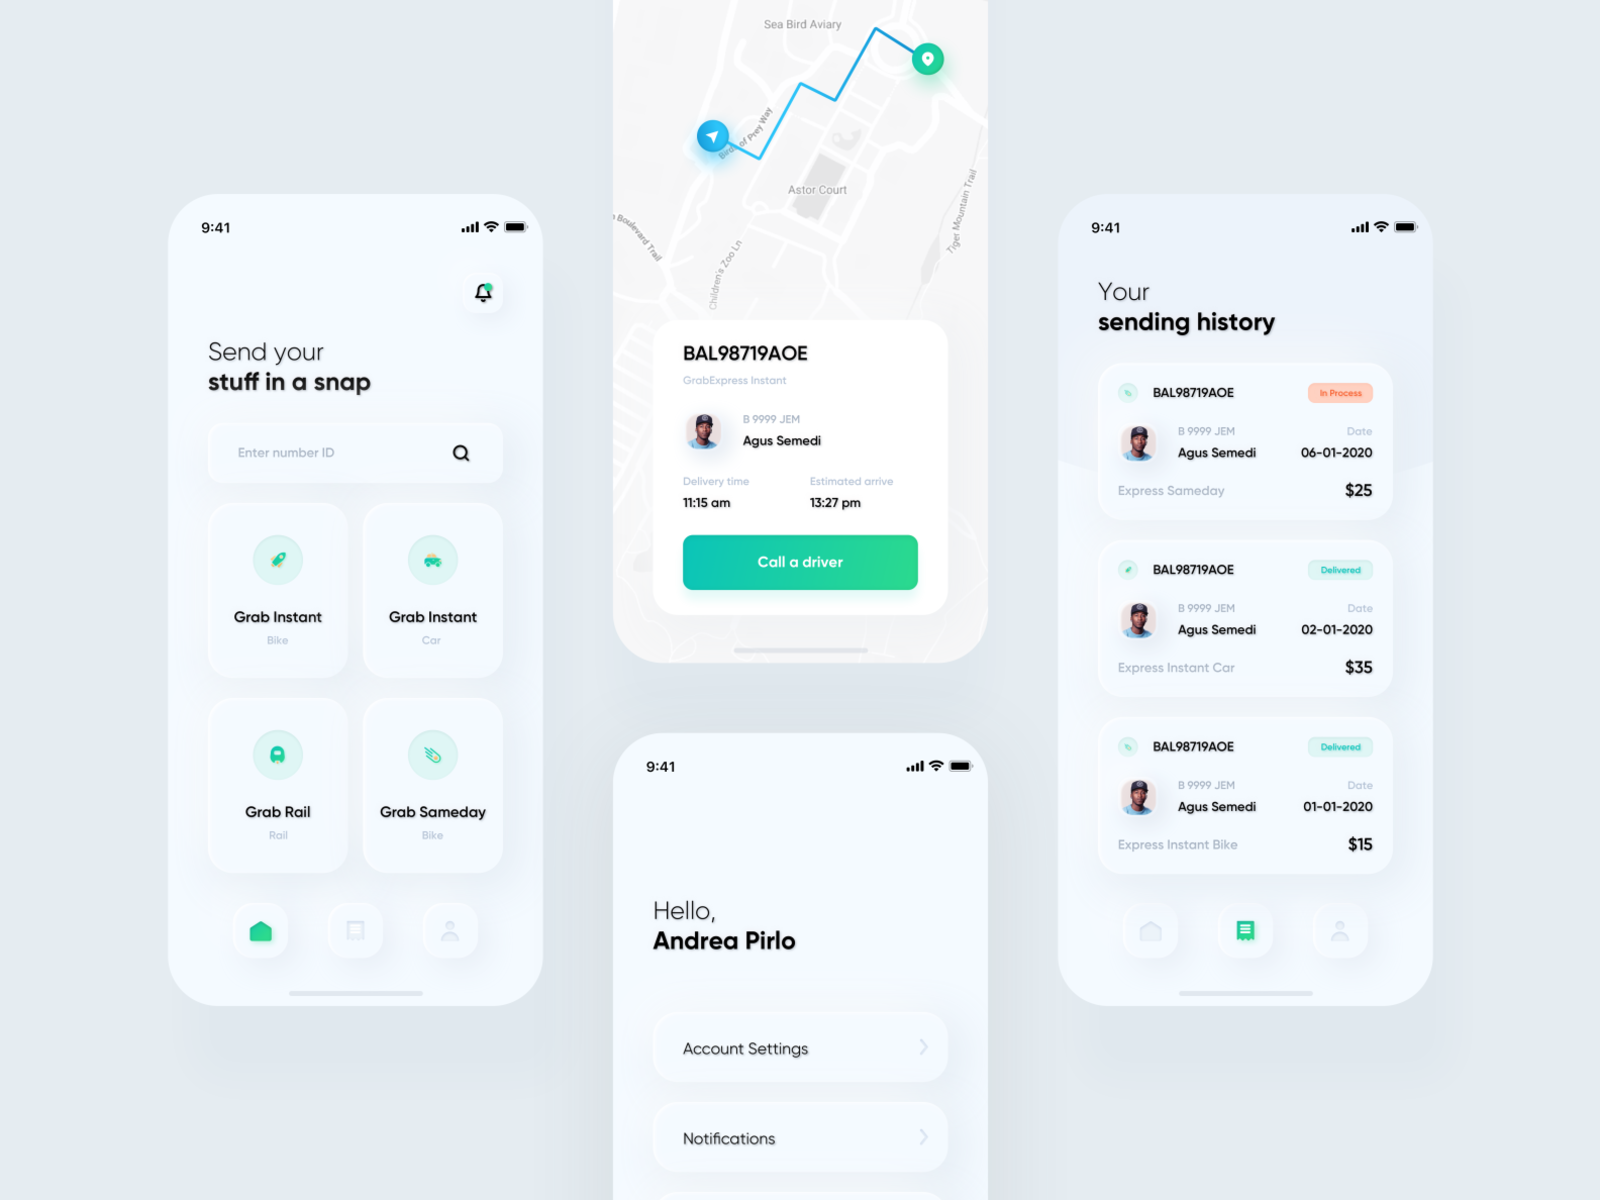 9:41
Send your
stuff in a snap
Enter number ID
Grab Instant
Bike
Grab Instant
Car
Grab Rail
Rail
Grab Sameday
Bike
Sea Bird Aviary
Birds of Prey Way
Astor Court
Tiger Mountain Trail
Boulevard Trail
Children's Zoo Ln
BAL98719AOE
GrabExpress Instant
B 9999 JEM
Agus Semedi
Delivery time
Estimated arrive
11:15 am
13:27 pm
Call a driver
9:41
Hello,
Andrea Pirlo
Account Settings
Notifications
9:41
Your
sending history
BAL98719AOE
In Process
B 9999 JEM
Date
Agus Semedi
06-01-2020
Express Sameday
$25
BAL98719AOE
Delivered
B 9999 JEM
Date
Agus Semedi
02-01-2020
Express Instant Car
$35
BAL98719AOE
Delivered
B 9999 JEM
Date
Agus Semedi
01-01-2020
Express Instant Bike
$15